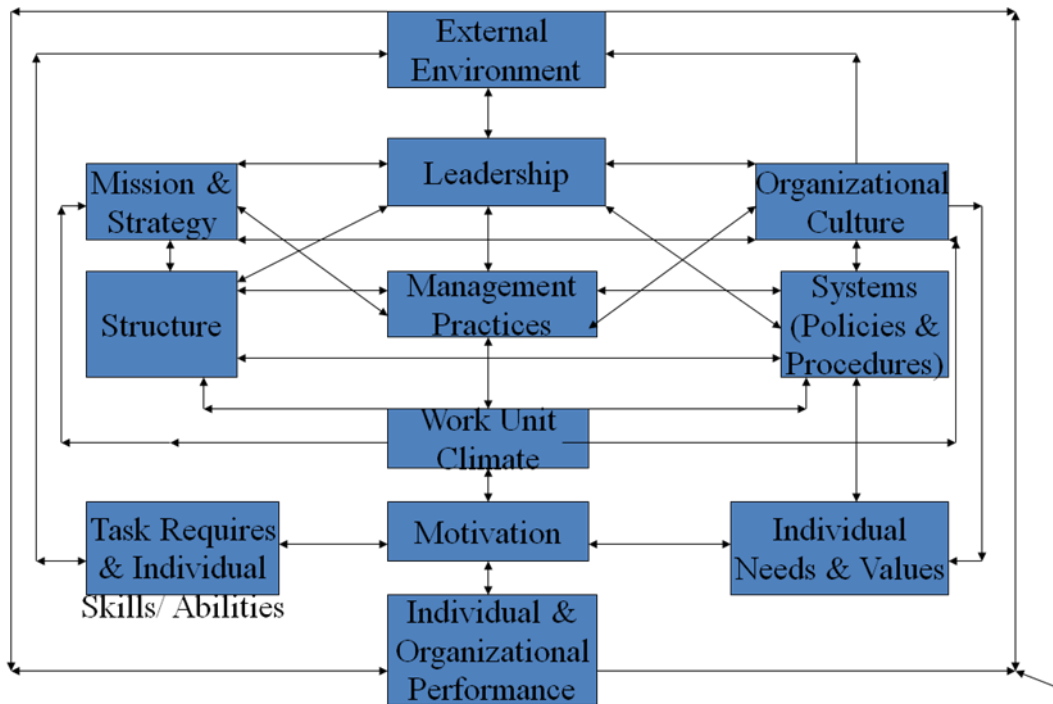 External
Environment
Leadership
Mission &
Strategy
Organizational
Culture
Structure
Management
Practices
Systems
(Policies &
Procedures)
Work Unit
Climate
Task Requires
& Individual
Skills/ Abilities
Motivation
Individual
Needs & Values
Individual &
Organizational
Performance